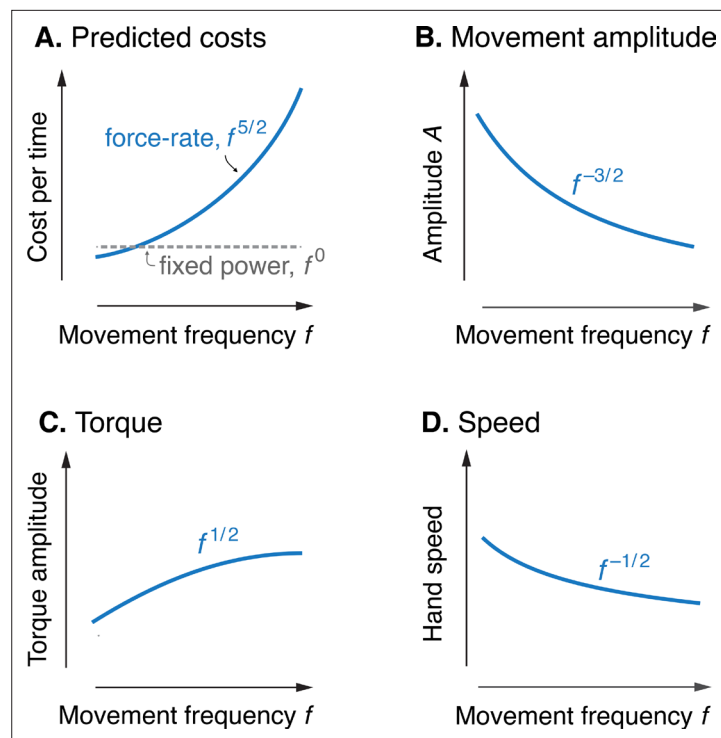 A. Predicted costs
Cost per time
force-rate, f^5/2
fixed power, f^0
Movement frequency f
B. Movement amplitude
Amplitude A
f^–3/2
Movement frequency f
C. Torque
Torque amplitude
f^1/2
Movement frequency f
D. Speed
Hand speed
f^–1/2
Movement frequency f